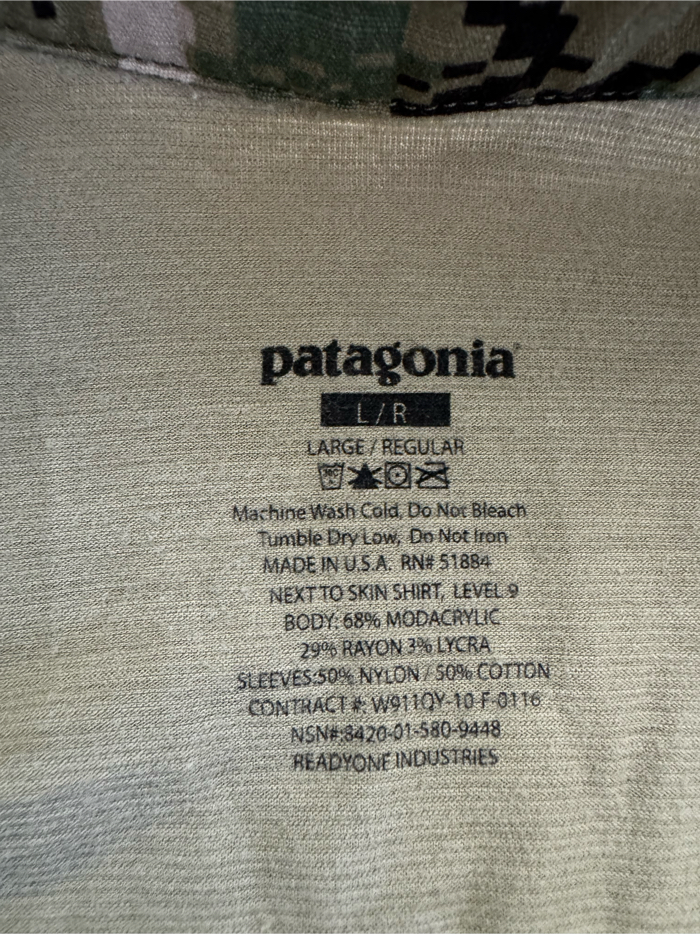 patagonia
L/R
LARGE / REGULAR
30C
Machine Wash Cold, Do Not Bleach
Tumble Dry Low, Do Not Iron
MADE IN U.S.A. RN# 51884
NEXT TO SKIN SHIRT, LEVEL 9
BODY: 68% MODACRYLIC
29% RAYON 3% LYCRA
SLEEVES:50% NYLON / 50% COTTON
CONTRACT #: W911QY-10-F-0116
NSN#:8420-01-580-9448
READYONE INDUSTRIES